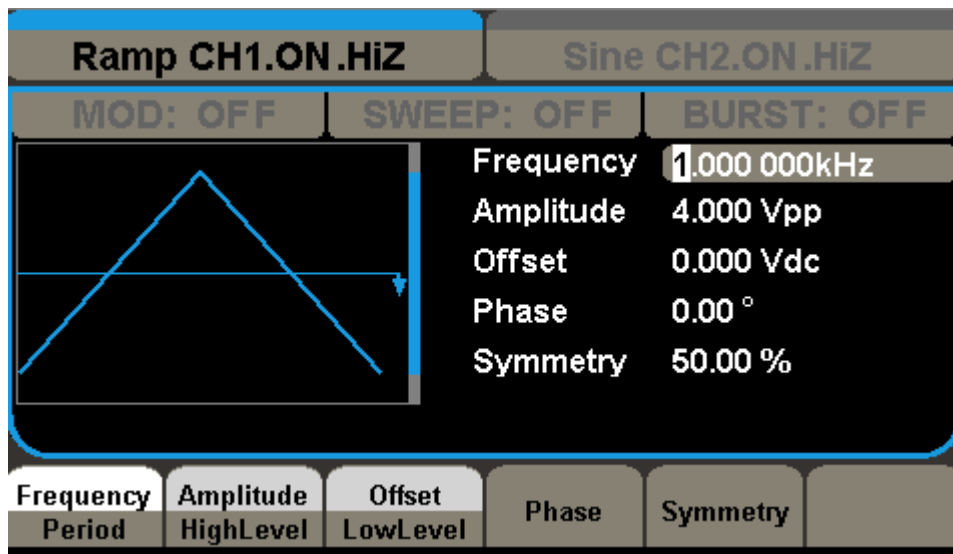 Ramp CH1.ON.HiZ
Sine CH2.ON.HiZ
MOD: OFF
SWEEP: OFF
BURST: OFF
Frequency 1.000 000kHz
Amplitude 4.000 Vpp
Offset 0.000 Vdc
Phase 0.00 °
Symmetry 50.00 %
Frequency
Period
Amplitude
HighLevel
Offset
LowLevel
Phase
Symmetry